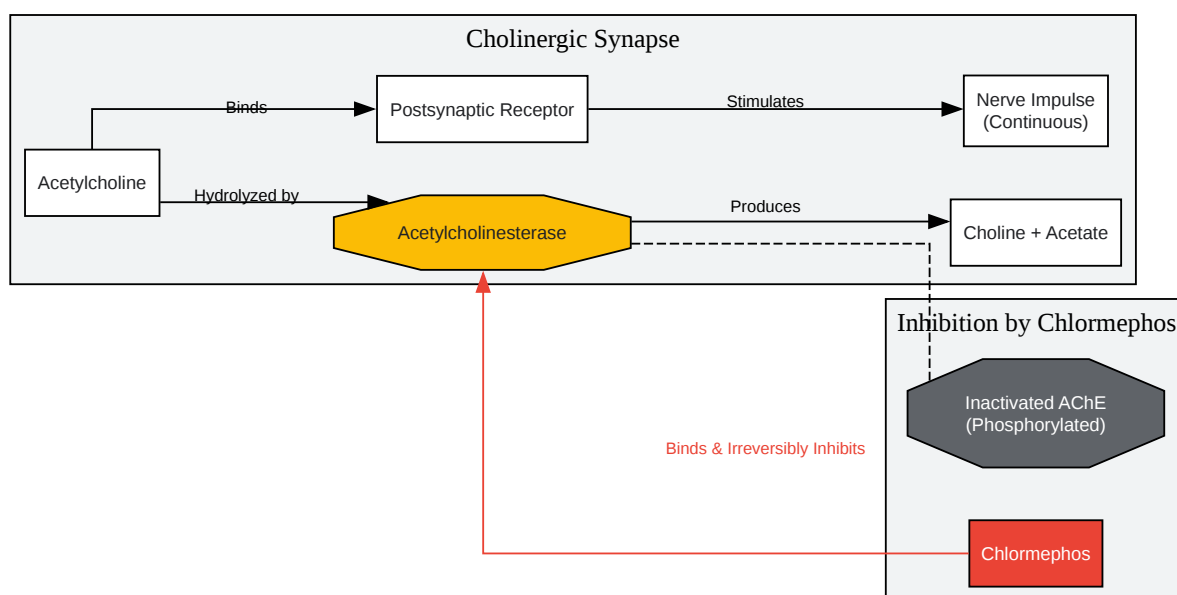 Cholinergic Synapse
Binds
Postsynaptic Receptor
Stimulates
Nerve Impulse
(Continuous)
Acetylcholine
Hydrolyzed by
Acetylcholinesterase
Produces
Choline + Acetate
Inhibition by Chlormephos
Inactivated AChE
(Phosphorylated)
Binds & Irreversibly Inhibits
Chlormephos